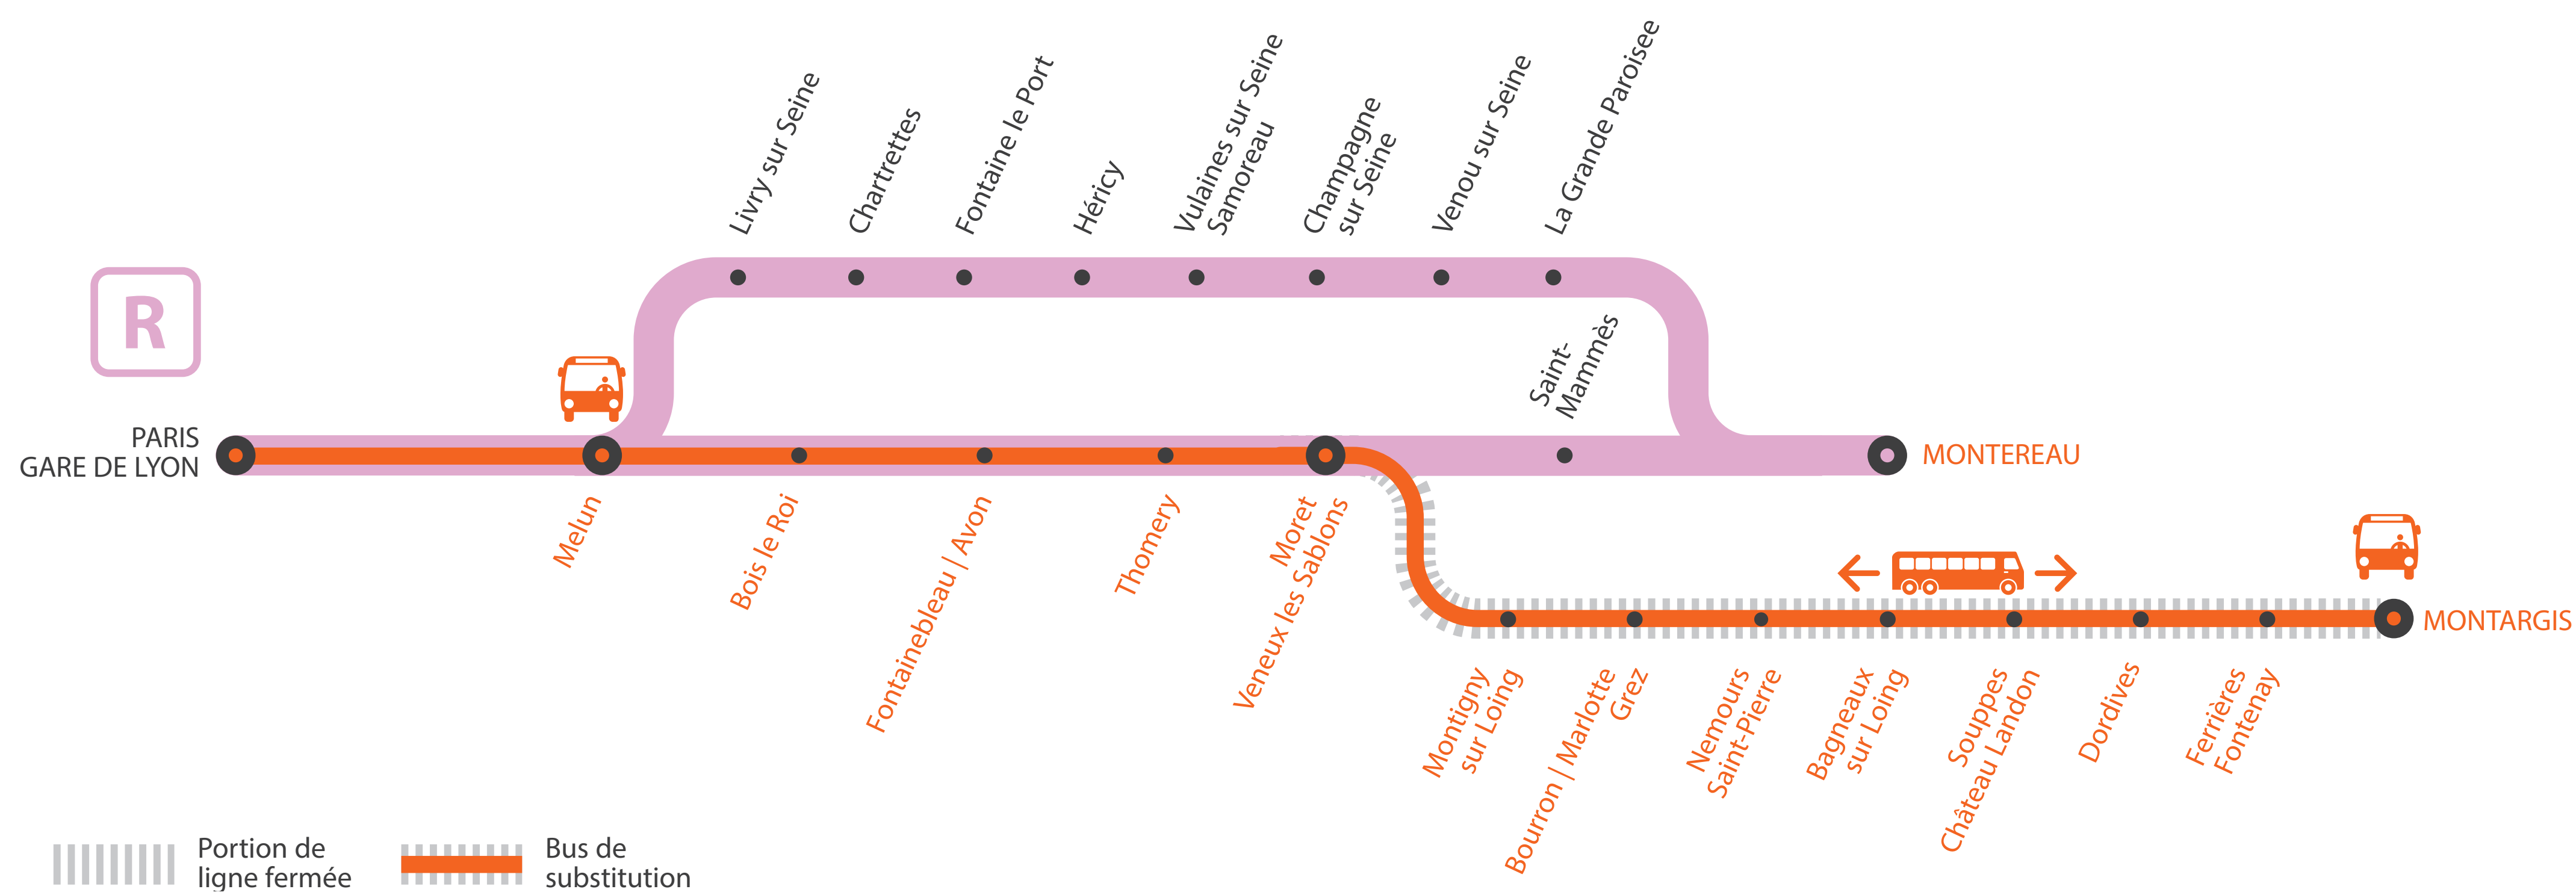 Livry sur Seine
Chartrettes
Fontaine le Port
Héricy
Vulaines sur Seine
Samoreau
Champagne
sur Seine
Venou sur Seine
La Grande Paroisee
R
Saint-
Mammès
PARIS
GARE DE LYON
MONTEREAU
Melun
Bois le Roi
Fontainebleau | Avon
Thomery
Moret
Veneux les Sablons
MONTARGIS
Montigny
sur Loing
Bourron | Marlotte
Grez
Nemours
Saint-Pierre
Bagneaux
sur Loing
Souppes
Château Landon
Dordives
Ferrières
Fontenay
Portion de
ligne fermée
Bus de
substitution